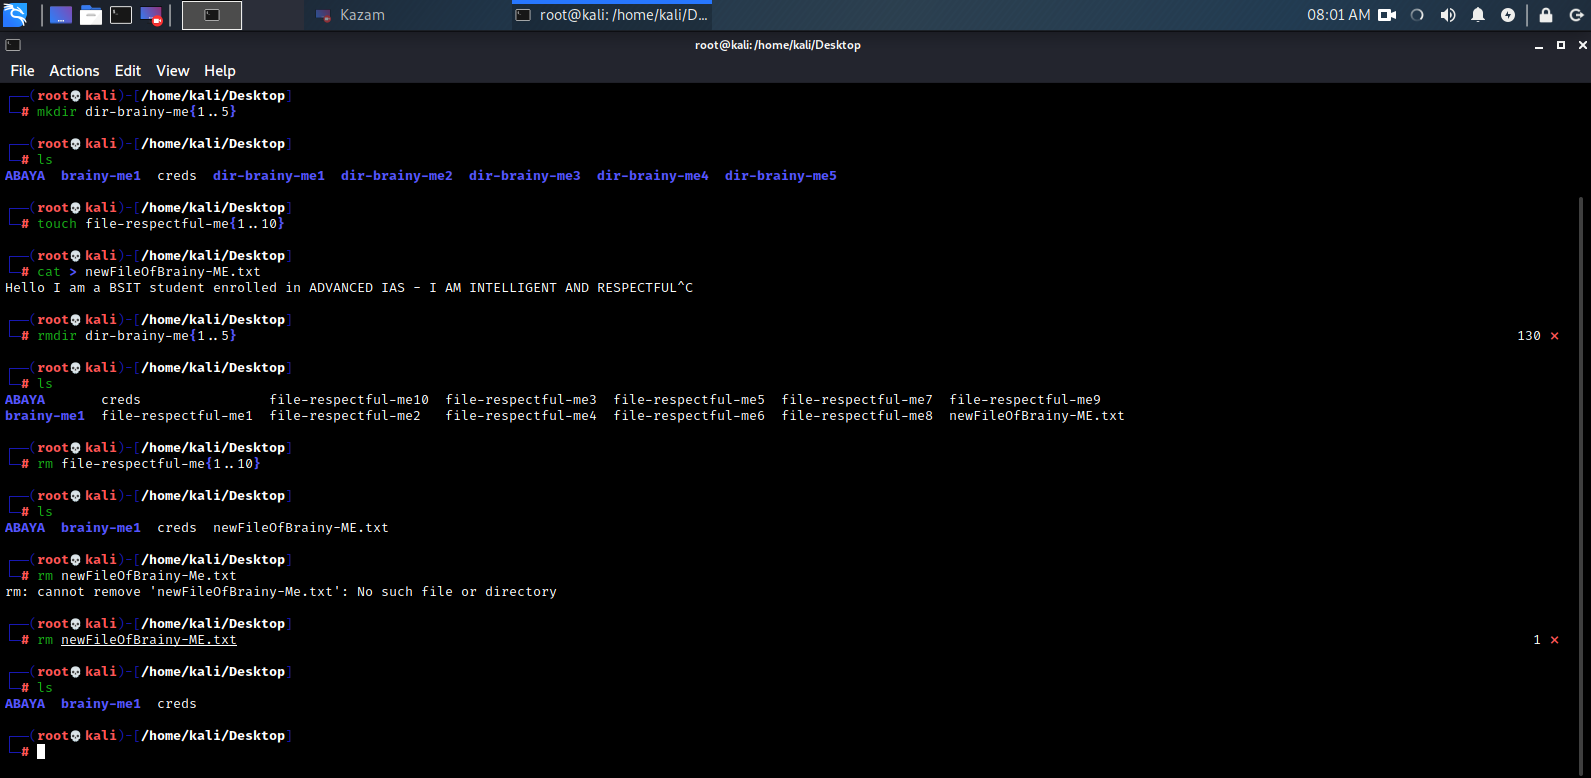 Kazam
root@kali: /home/kali/D...
08:01 AM
root@kali:/home/kali/Desktop
File Actions Edit View Help
(root💀kali)-[/home/kali/Desktop]
# mkdir dir-brainy-me{1..5}
(root💀kali)-[/home/kali/Desktop]
# ls
ABAYA  brainy-me1  creds  dir-brainy-me1  dir-brainy-me2  dir-brainy-me3  dir-brainy-me4  dir-brainy-me5
(root💀kali)-[/home/kali/Desktop]
# touch file-respectful-me{1..10}
(root💀kali)-[/home/kali/Desktop]
# cat > newFileOfBrainy-ME.txt
Hello I am a BSIT student enrolled in ADVANCED IAS - I AM INTELLIGENT AND RESPECTFUL^C
(root💀kali)-[/home/kali/Desktop]
# rmdir dir-brainy-me{1..5} 130 ⨯
(root💀kali)-[/home/kali/Desktop]
# ls
ABAYA       creds                file-respectful-me10  file-respectful-me3  file-respectful-me5  file-respectful-me7  file-respectful-me9
brainy-me1  file-respectful-me1  file-respectful-me2   file-respectful-me4  file-respectful-me6  file-respectful-me8  newFileOfBrainy-ME.txt
(root💀kali)-[/home/kali/Desktop]
# rm file-respectful-me{1..10}
(root💀kali)-[/home/kali/Desktop]
# ls
ABAYA  brainy-me1  creds  newFileOfBrainy-ME.txt
(root💀kali)-[/home/kali/Desktop]
# rm newFileOfBrainy-Me.txt
rm: cannot remove 'newFileOfBrainy-Me.txt': No such file or directory
(root💀kali)-[/home/kali/Desktop]
# rm newFileOfBrainy-ME.txt 1 ⨯
(root💀kali)-[/home/kali/Desktop]
# ls
ABAYA  brainy-me1  creds
(root💀kali)-[/home/kali/Desktop]
#